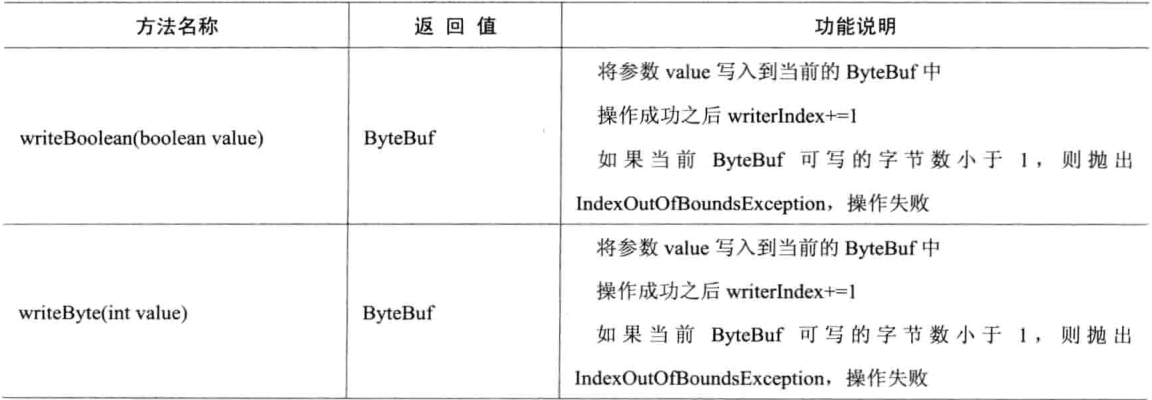 方法名称 返回值 功能说明
将参数 value 写入到当前的 ByteBuf 中
操作成功之后 writerIndex+=1
writeBoolean(boolean value) ByteBuf
如果当前 ByteBuf 可写的字节数小于 1，则抛出
IndexOutOfBoundsException，操作失败
将参数 value 写入到当前的 ByteBuf 中
操作成功之后 writerIndex+=1
writeByte(int value) ByteBuf
如果当前 ByteBuf 可写的字节数小于 1，则抛出
IndexOutOfBoundsException，操作失败